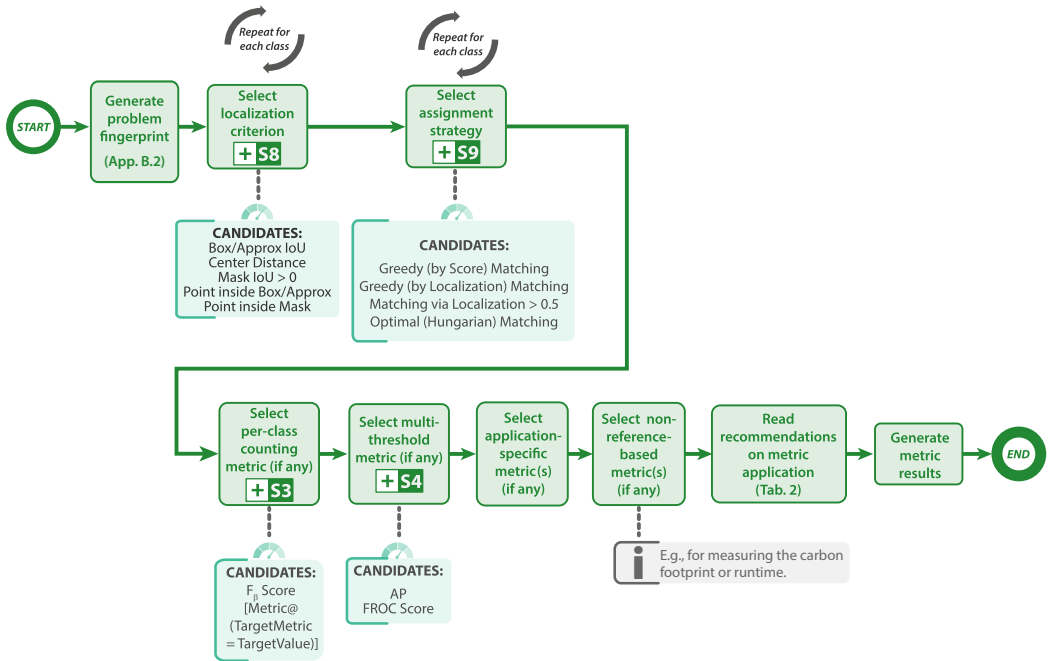 Repeat for
each class
Repeat for
each class
START
Generate
problem
fingerprint
(App. B.2)
Select
localization
criterion
+ S8
Select
assignment
strategy
+ S9
CANDIDATES:
Box/Approx IoU
Center Distance
Mask IoU > 0
Point inside Box/Approx
Point inside Mask
CANDIDATES:
Greedy (by Score) Matching
Greedy (by Localization) Matching
Matching via Localization > 0.5
Optimal (Hungarian) Matching
Select
per-class
counting
metric (if any)
+ S3
Select multi-
threshold
metric (if any)
+ S4
Select
application-
specific
metric(s)
(if any)
Select non-
reference-
based
metric(s)
(if any)
Read
recommendations
on metric
application
(Tab. 2)
Generate
metric
results
END
CANDIDATES:
Fβ Score
[Metric@
(TargetMetric
= TargetValue)]
CANDIDATES:
AP
FROC Score
i
E.g., for measuring the carbon
footprint or runtime.